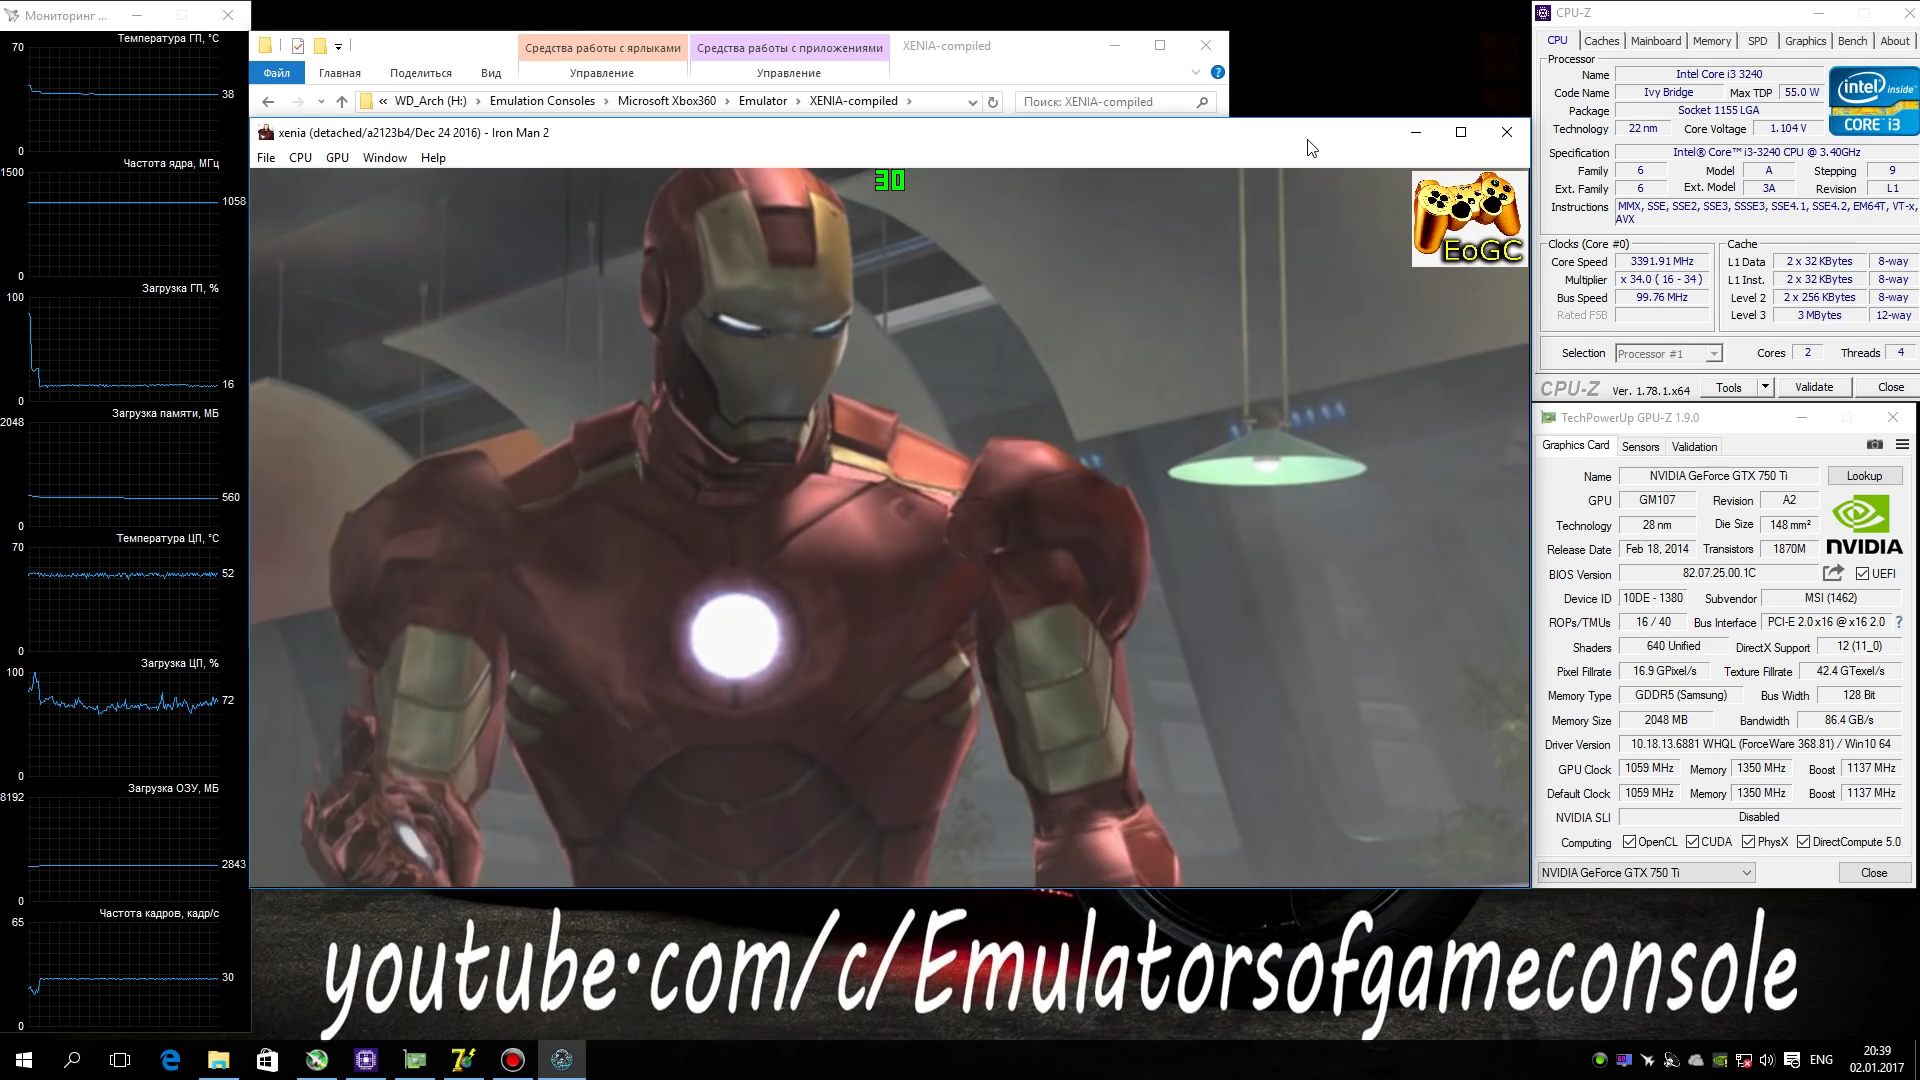 Мониторинг ...
Температура ГП, °C
70
38
0
Частота ядра, МГц
1500
1058
0
Загрузка ГП, %
100
16
0
Загрузка памяти, МБ
2048
560
0
Температура ЦП, °C
70
52
0
Загрузка ЦП, %
100
72
0
Загрузка ОЗУ, МБ
8192
2843
0
Частота кадров, кадр/с
65
30
0
Средства работы с ярлыками Средства работы с приложениями XENIA-compiled
Файл Главная Поделиться Вид Управление Управление
« WD_Arch (H:) Emulation Consoles Microsoft Xbox360 Emulator XENIA-compiled Поиск: XENIA-compiled
xenia (detached/a2123b4/Dec 24 2016) - Iron Man 2
File CPU GPU Window Help
30
EoGC
CPU-Z
CPU Caches Mainboard Memory SPD Graphics Bench About
Processor
Name Intel Core i3 3240
Code Name Ivy Bridge Max TDP 55.0 W
Package Socket 1155 LGA
Technology 22 nm Core Voltage 1.104 V
intel inside™
CORE i3
Specification Intel® Core™ i3-3240 CPU @ 3.40GHz
Family 6 Model A Stepping 9
Ext. Family 6 Ext. Model 3A Revision L1
Instructions MMX, SSE, SSE2, SSE3, SSSE3, SSE4.1, SSE4.2, EM64T, VT-x,
AVX
Clocks (Core #0) Cache
Core Speed 3391.91 MHz L1 Data 2 x 32 KBytes 8-way
Multiplier x 34.0 ( 16 - 34 ) L1 Inst. 2 x 32 KBytes 8-way
Bus Speed 99.76 MHz Level 2 2 x 256 KBytes 8-way
Rated FSB Level 3 3 MBytes 12-way
Selection Processor #1 Cores 2 Threads 4
CPU-Z Ver. 1.78.1.x64 Tools Validate Close
TechPowerUp GPU-Z 1.9.0
Graphics Card Sensors Validation
Name NVIDIA GeForce GTX 750 Ti Lookup
GPU GM107 Revision A2
Technology 28 nm Die Size 148 mm²
Release Date Feb 18, 2014 Transistors 1870M
NVIDIA
BIOS Version 82.07.25.00.1C UEFI
Device ID 10DE - 1380 Subvendor MSI (1462)
ROPs/TMUs 16 / 40 Bus Interface PCI-E 2.0 x16 @ x16 2.0 ?
Shaders 640 Unified DirectX Support 12 (11_0)
Pixel Fillrate 16.9 GPixel/s Texture Fillrate 42.4 GTexel/s
Memory Type GDDR5 (Samsung) Bus Width 128 Bit
Memory Size 2048 MB Bandwidth 86.4 GB/s
Driver Version 10.18.13.6881 WHQL (ForceWare 368.81) / Win10 64
GPU Clock 1059 MHz Memory 1350 MHz Boost 1137 MHz
Default Clock 1059 MHz Memory 1350 MHz Boost 1137 MHz
NVIDIA SLI Disabled
Computing OpenCL CUDA PhysX DirectCompute 5.0
NVIDIA GeForce GTX 750 Ti Close
youtube.com/c/Emulatorsofgameconsole
ENG
20:39
02.01.2017